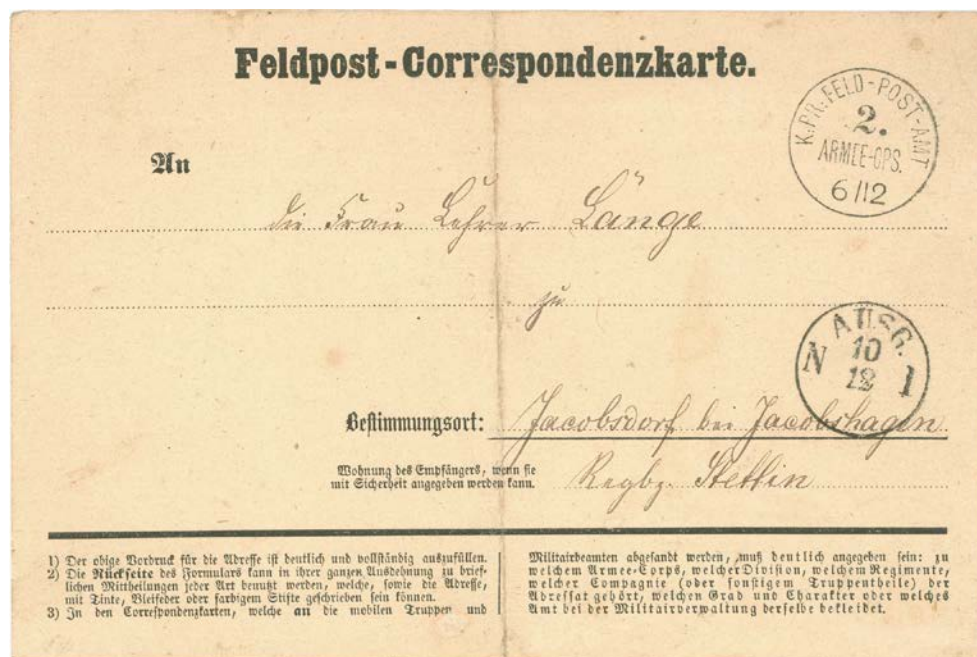 Feldpost-Correspondenzkarte.
K. PR. FELD-POST-AMT
2.
ARMEE-CPS.
6/12
An
die Frau Lehrer Länge
zu
AUSG.
10
12
N 1
Bestimmungsort: Jacobsdorf bei Jacobshagen
Wohnung des Empfängers, wenn sie
mit Sicherheit angegeben werden kann.
Regbz. Stettin
1) Der obige Vordruck für die Adresse ist deutlich und vollständig auszufüllen.
2) Die Rückseite des Formulars kann in ihrer ganzen Ausdehnung zu brief-
lichen Mittheilungen jeder Art benutzt werden, welche, sowie die Adresse,
mit Tinte, Bleifeder oder farbigem Stifte geschrieben sein können.
3) In den Correspondenzkarten, welche an die mobilen Truppen und
Militairbeamten abgesandt werden, muß deutlich angegeben sein: zu
welchem Armee-Corps, welcher Division, welchem Regimente,
welcher Compagnie (oder sonstigem Truppentheile) der
Adressat gehört, welchen Grad und Charakter oder welches
Amt bei der Militairverwaltung derselbe bekleidet.